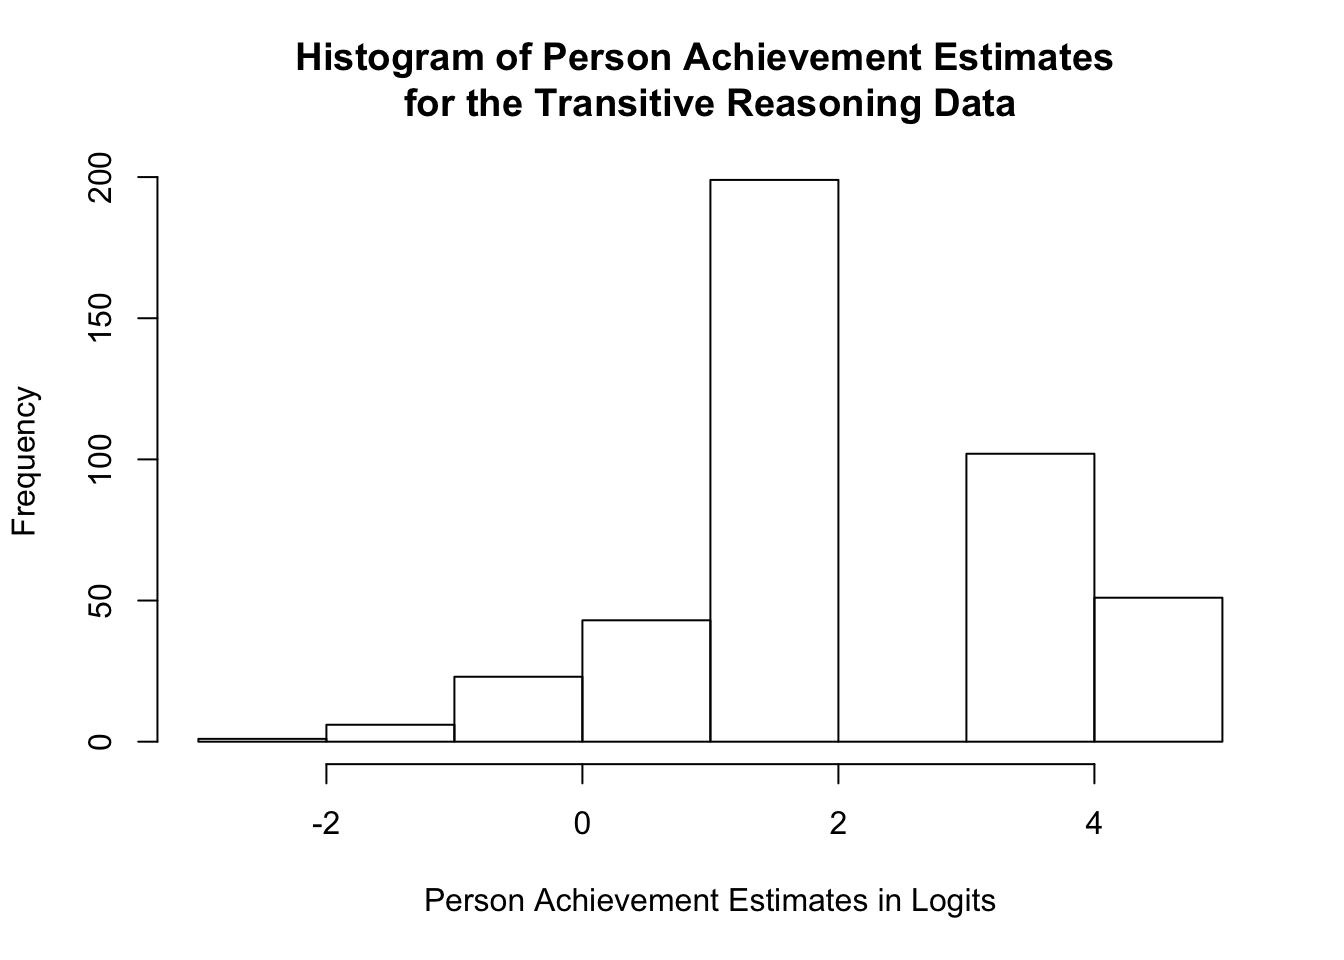 Histogram of Person Achievement Estimates
for the Transitive Reasoning Data
200
150
100
50
0
Frequency
-2
0
2
4
Person Achievement Estimates in Logits